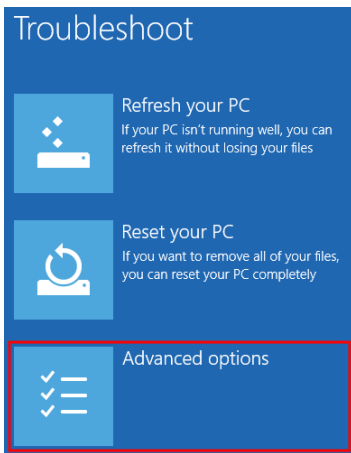 Troubleshoot
Refresh your PC
If your PC isn't running well, you can
refresh it without losing your files
Reset your PC
If you want to remove all of your files,
you can reset your PC completely
Advanced options